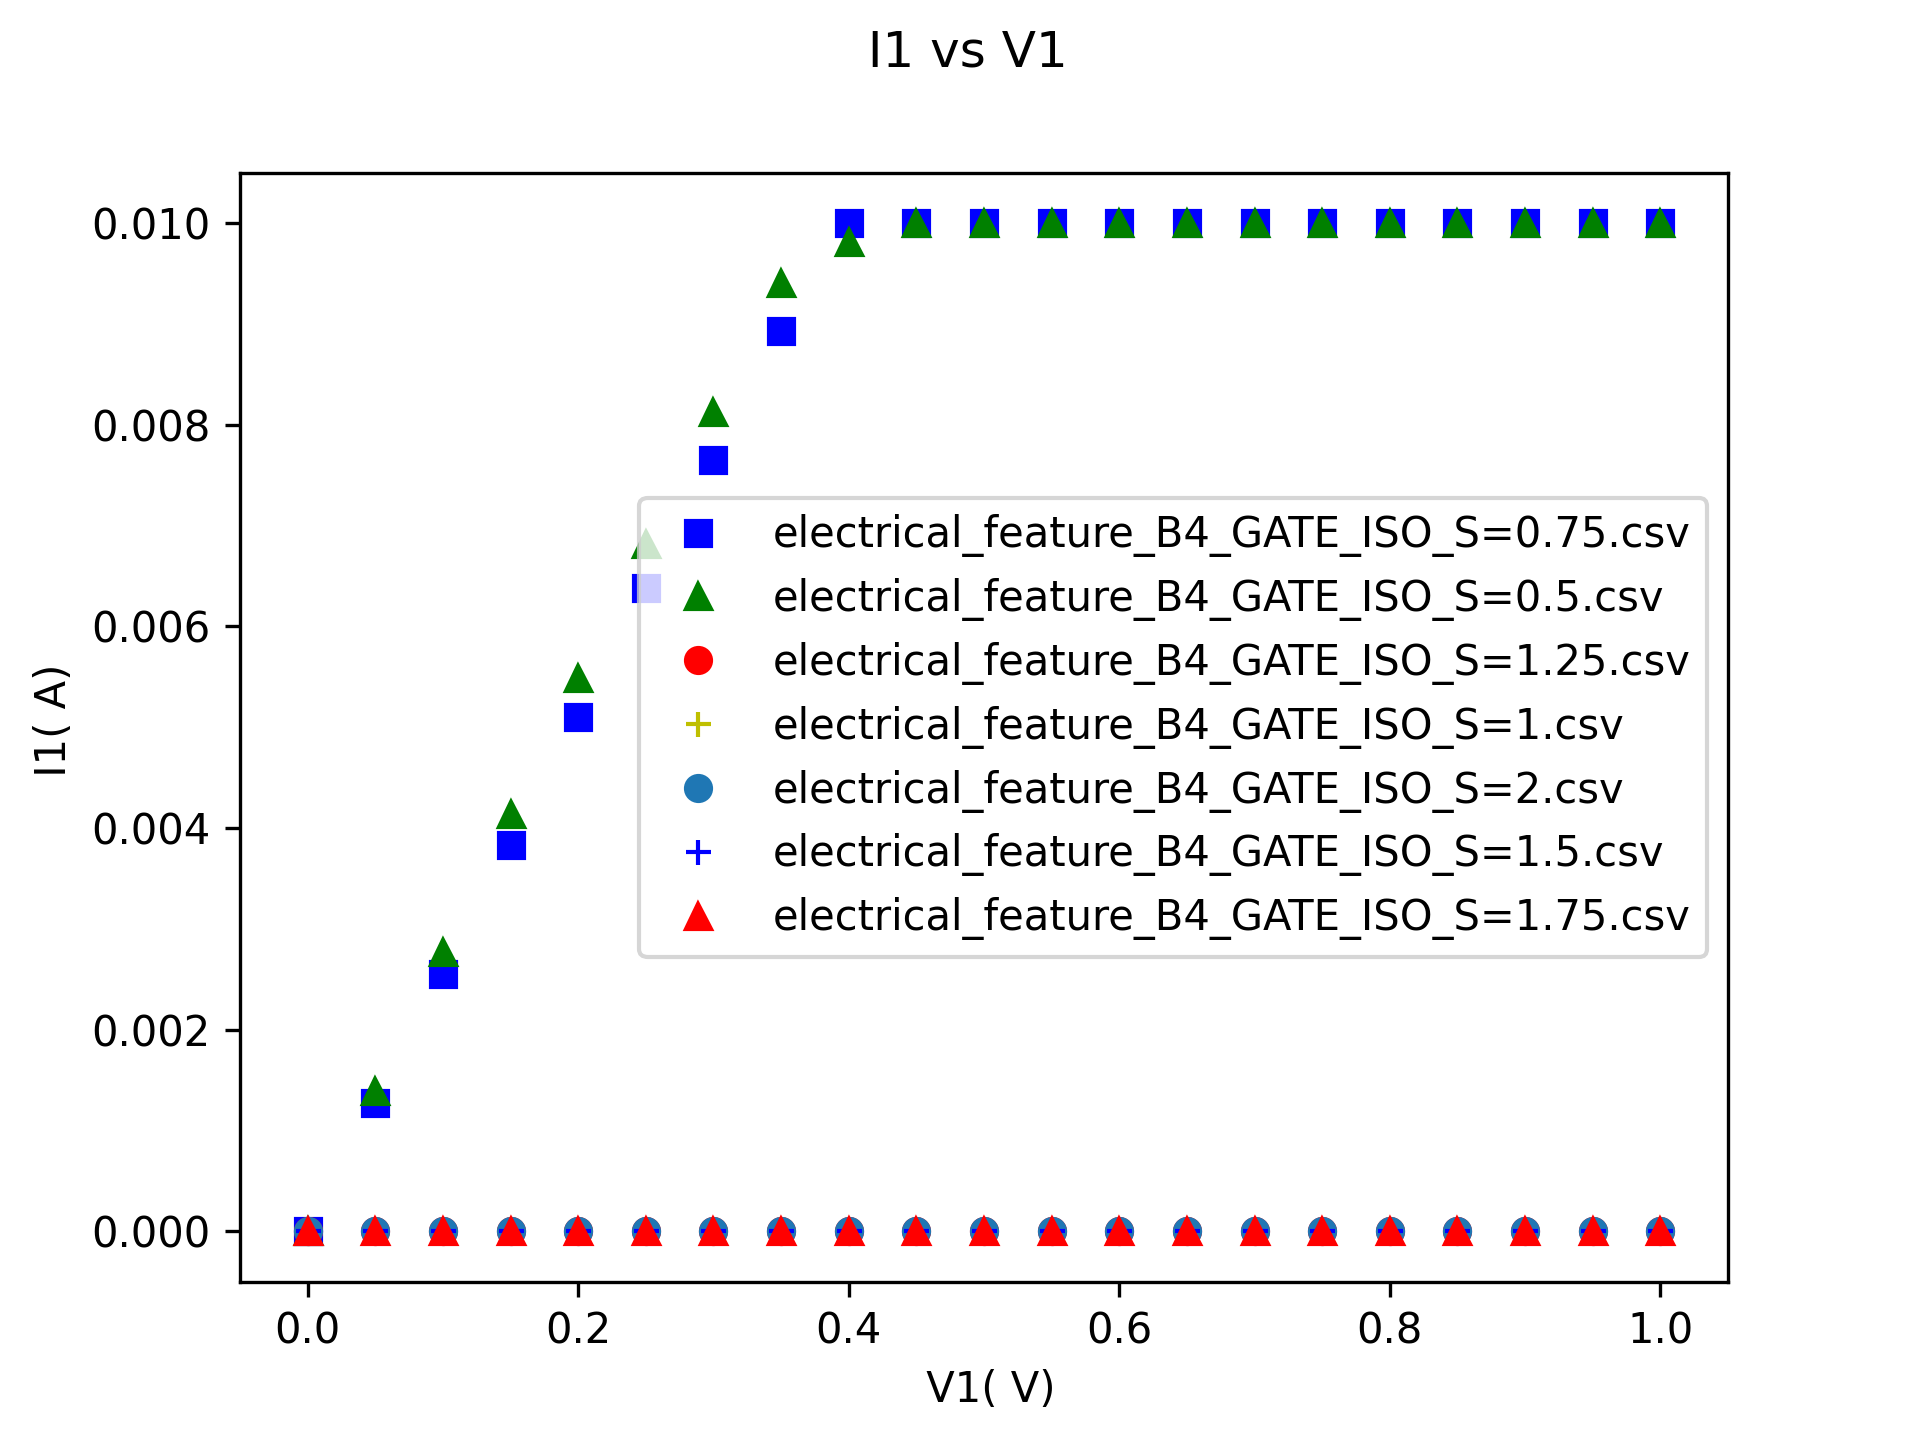 I1 vs V1
0.010
0.008
0.006
0.004
0.002
0.000
I1( A)
electrical_feature_B4_GATE_ISO_S=0.75.csv
electrical_feature_B4_GATE_ISO_S=0.5.csv
electrical_feature_B4_GATE_ISO_S=1.25.csv
electrical_feature_B4_GATE_ISO_S=1.csv
electrical_feature_B4_GATE_ISO_S=2.csv
electrical_feature_B4_GATE_ISO_S=1.5.csv
electrical_feature_B4_GATE_ISO_S=1.75.csv
0.0 0.2 0.4 0.6 0.8 1.0
V1( V)